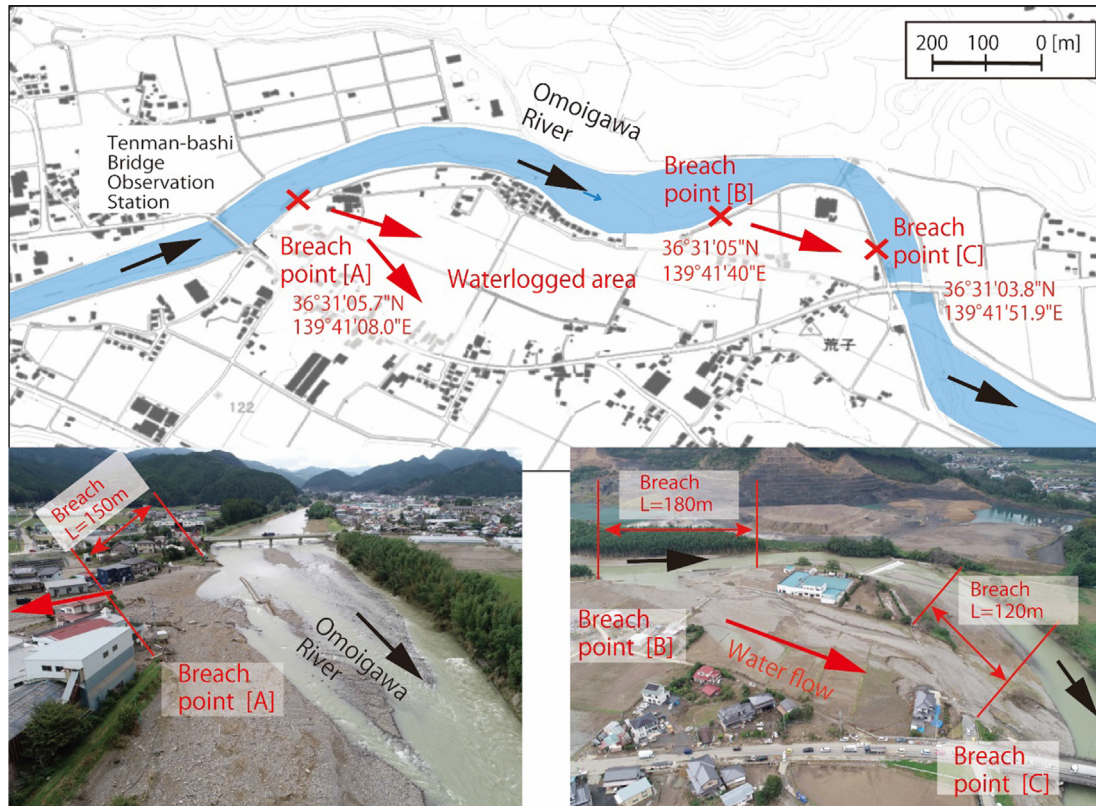 200 100 0 [m]
Omoigawa
River
Tenman-bashi
Bridge
Observation
Station
Breach
point [B]
Breach
point [A]
36°31'05.7"N
139°41'08.0"E
Waterlogged area
36°31'05"N
139°41'40"E
Breach
point [C]
36°31'03.8"N
139°41'51.9"E
荒子
122
Breach
L=150m
Omoigawa
River
Breach
point [A]
Breach
L=180m
Breach
L=120m
Breach
point [B]
Water flow
Breach
point [C]